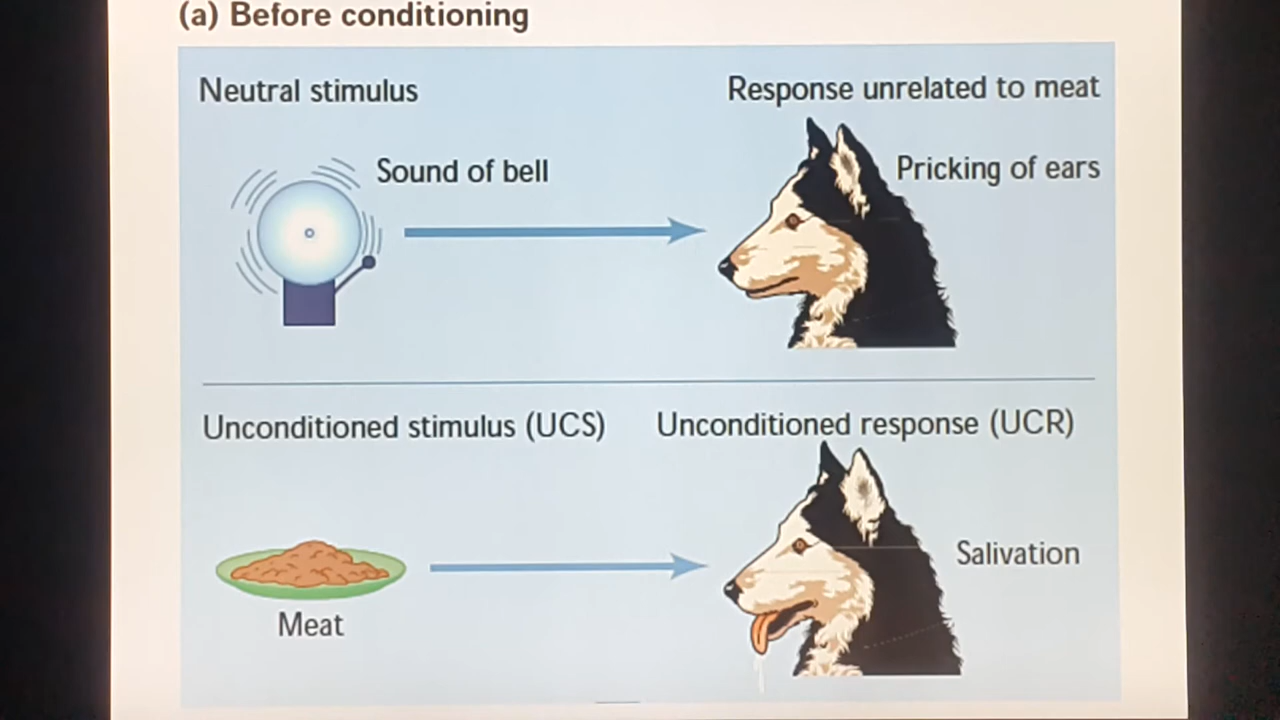 (a) Before conditioning
Neutral stimulus
Response unrelated to meat
Sound of bell
Pricking of ears
Unconditioned stimulus (UCS)
Unconditioned response (UCR)
Salivation
Meat